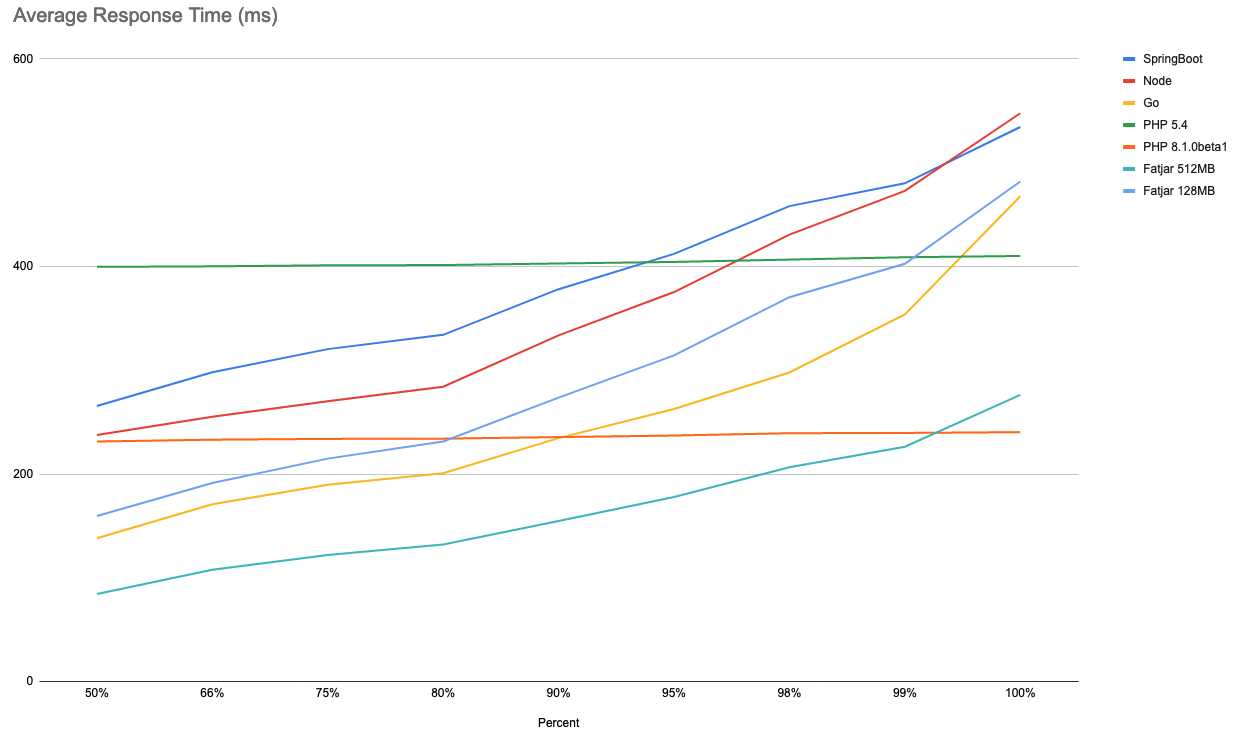 Average Response Time (ms)
600
400
200
0
50% 66% 75% 80% 90% 95% 98% 99% 100%
Percent
SpringBoot
Node
Go
PHP 5.4
PHP 8.1.0beta1
Fatjar 512MB
Fatjar 128MB